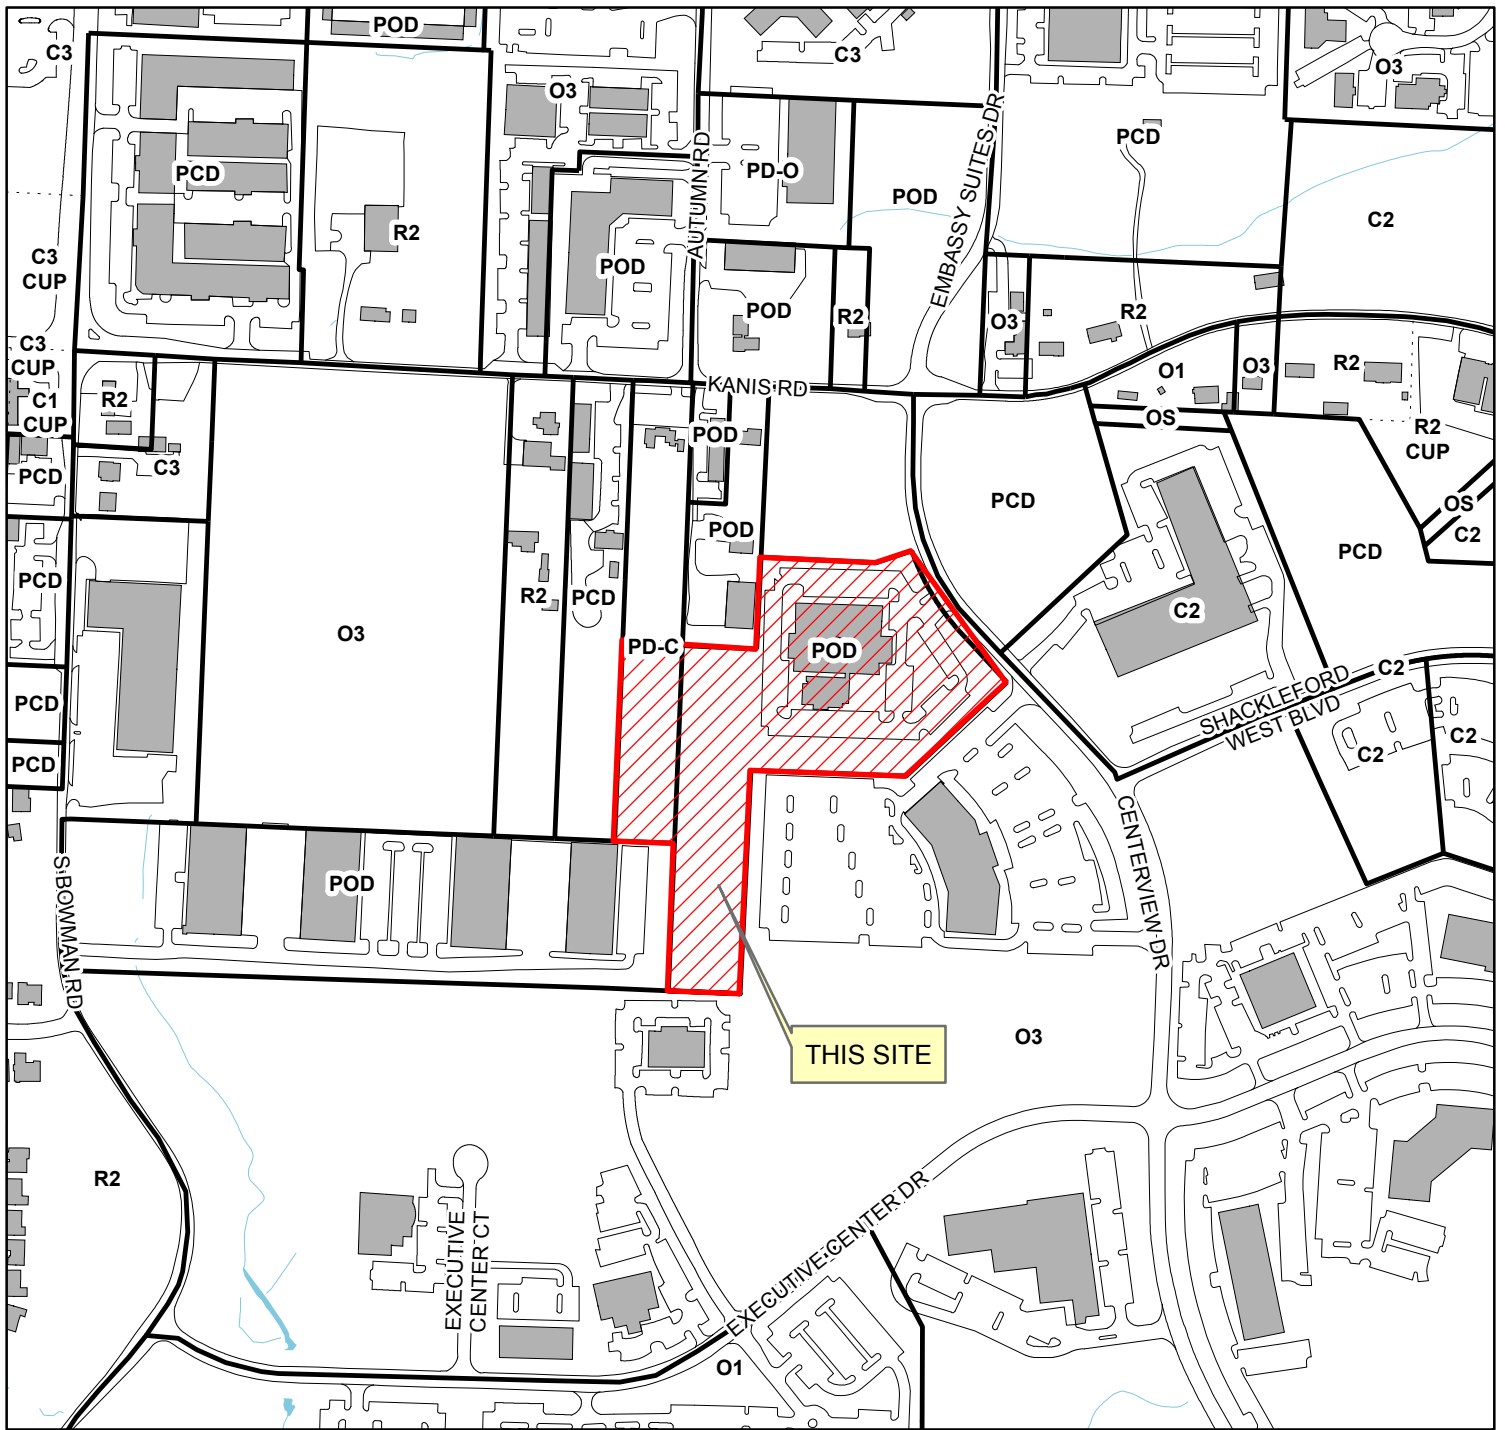 POD
C3
C3
O3
O3
PCD
PCD
PD-O
POD
AUTUMN RD
EMBASSY SUITES DR
C2
R2
C3
CUP
POD
POD
R2
O3
R2
C3
CUP
C1
CUP
R2
KANIS RD
O1
O3
R2
OS
R2
CUP
POD
PCD
C3
PCD
OS
C2
POD
PCD
PCD
R2
PCD
C2
O3
PD-C
POD
C2
SHACKLEFORD
WEST BLVD
PCD
C2
C2
PCD
CENTERVIEW DR
S BOWMAN RD
POD
THIS SITE
O3
R2
EXECUTIVE
CENTER CT
EXECUTIVE CENTER DR
O1